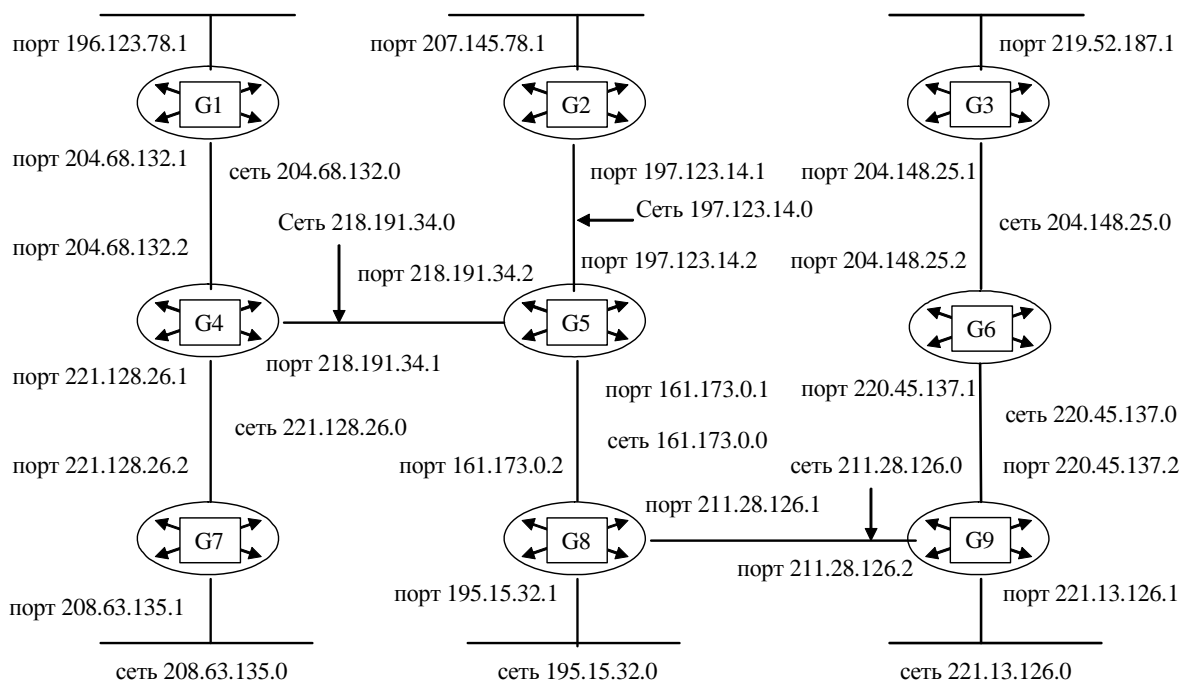 порт 196.123.78.1
порт 207.145.78.1
порт 219.52.187.1
G1
G2
G3
порт 204.68.132.1
сеть 204.68.132.0
порт 197.123.14.1
порт 204.148.25.1
Сеть 218.191.34.0
Сеть 197.123.14.0
сеть 204.148.25.0
порт 204.68.132.2
порт 218.191.34.2
порт 197.123.14.2
порт 204.148.25.2
G4
G5
G6
порт 218.191.34.1
порт 221.128.26.1
порт 161.173.0.1
порт 220.45.137.1
сеть 221.128.26.0
сеть 161.173.0.0
сеть 220.45.137.0
порт 221.128.26.2
порт 161.173.0.2
сеть 211.28.126.0
порт 220.45.137.2
порт 211.28.126.1
G7
G8
G9
порт 211.28.126.2
порт 208.63.135.1
порт 195.15.32.1
порт 221.13.126.1
сеть 208.63.135.0
сеть 195.15.32.0
сеть 221.13.126.0